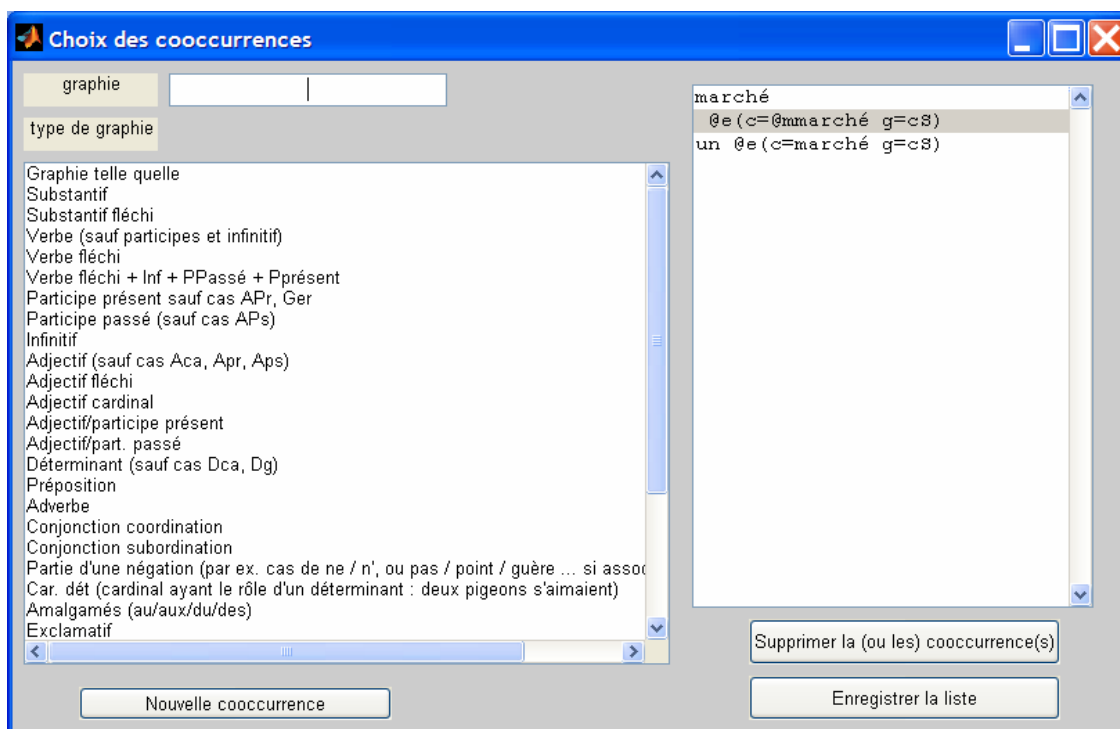 Choix des cooccurrences
graphie
type de graphie
Graphie telle quelle
Substantif
Substantif fléchi
Verbe (sauf participes et infinitif)
Verbe fléchi
Verbe fléchi + Inf + PPassé + Pprésent
Participe présent sauf cas APr, Ger
Participe passé (sauf cas APs)
Infinitif
Adjectif (sauf cas Aca, Apr, Aps)
Adjectif fléchi
Adjectif cardinal
Adjectif/participe présent
Adjectif/part. passé
Déterminant (sauf cas Dca, Dg)
Préposition
Adverbe
Conjonction coordination
Conjonction subordination
Partie d'une négation (par ex. cas de ne / n', ou pas / point / guère ... si assoc
Car. dét (cardinal ayant le rôle d'un déterminant : deux pigeons s'aimaient)
Amalgamés (au/aux/du/des)
Exclamatif
Nouvelle cooccurrence
marché
@e(c=@mmarché g=cS)
un @e(c=marché g=cS)
Supprimer la (ou les) cooccurrence(s)
Enregistrer la liste